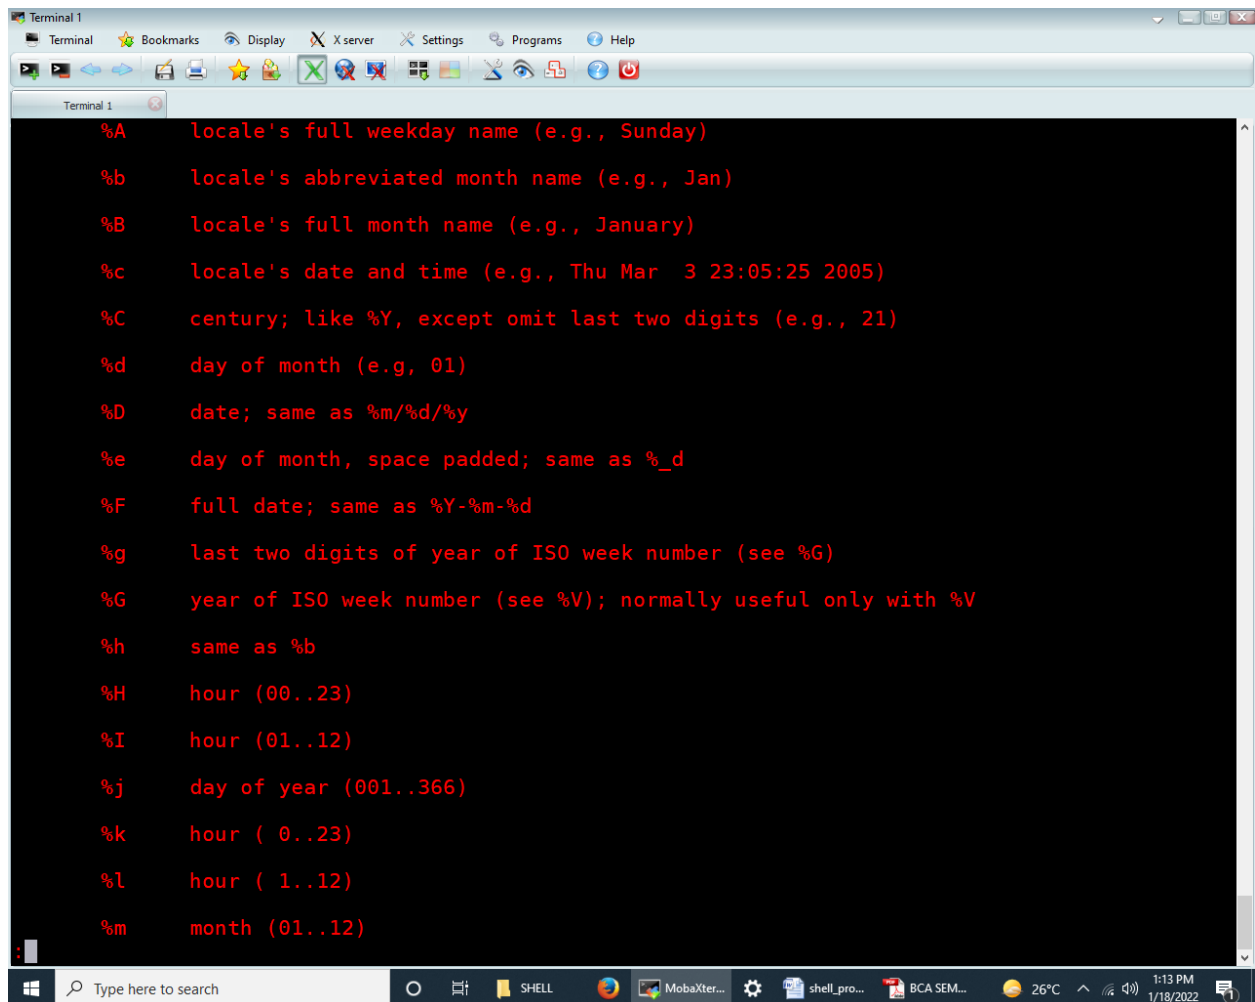 Terminal 1
Terminal Bookmarks Display X server Settings Programs Help
Terminal 1
%A locale's full weekday name (e.g., Sunday)
%b locale's abbreviated month name (e.g., Jan)
%B locale's full month name (e.g., January)
%c locale's date and time (e.g., Thu Mar  3 23:05:25 2005)
%C century; like %Y, except omit last two digits (e.g., 21)
%d day of month (e.g, 01)
%D date; same as %m/%d/%y
%e day of month, space padded; same as %_d
%F full date; same as %Y-%m-%d
%g last two digits of year of ISO week number (see %G)
%G year of ISO week number (see %V); normally useful only with %V
%h same as %b
%H hour (00..23)
%I hour (01..12)
%j day of year (001..366)
%k hour ( 0..23)
%l hour ( 1..12)
%m month (01..12)
:
Type here to search SHELL MobaXter... shell_pro... BCA SEM... 26°C 1:13 PM
1/18/2022 1